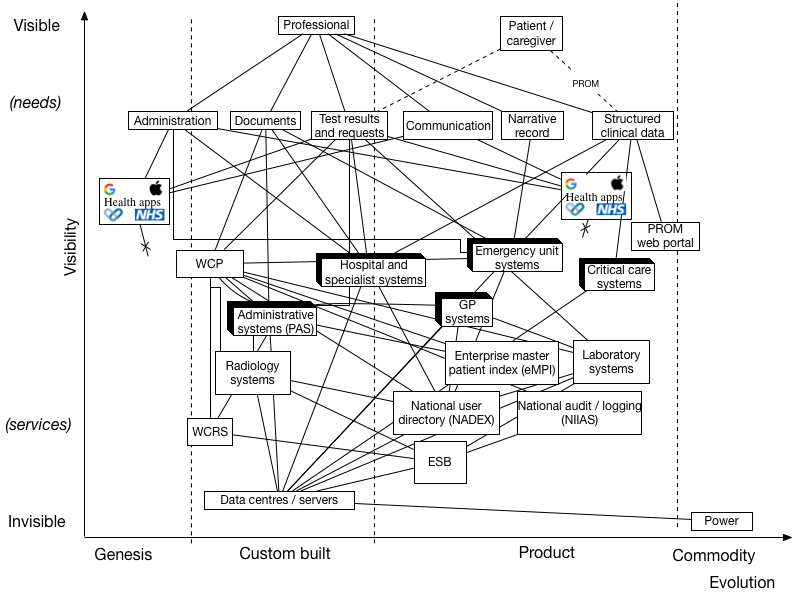 Visible
Professional
Patient /
caregiver
PROM
(needs)
Administration
Documents
Test results
and requests
Communication
Narrative
record
Structured
clinical data
Health apps
NHS
Health apps
NHS
PROM
web portal
Visibility
WCP
Hospital and
specialist systems
Emergency unit
systems
Critical care
systems
Administrative
systems (PAS)
GP
systems
Radiology
systems
Enterprise master
patient index (eMPI)
Laboratory
systems
National user
directory (NADEX)
National audit / logging
(NIIAS)
(services)
WCRS
ESB
Data centres / servers
Invisible
Power
Genesis
Custom built
Product
Commodity
Evolution